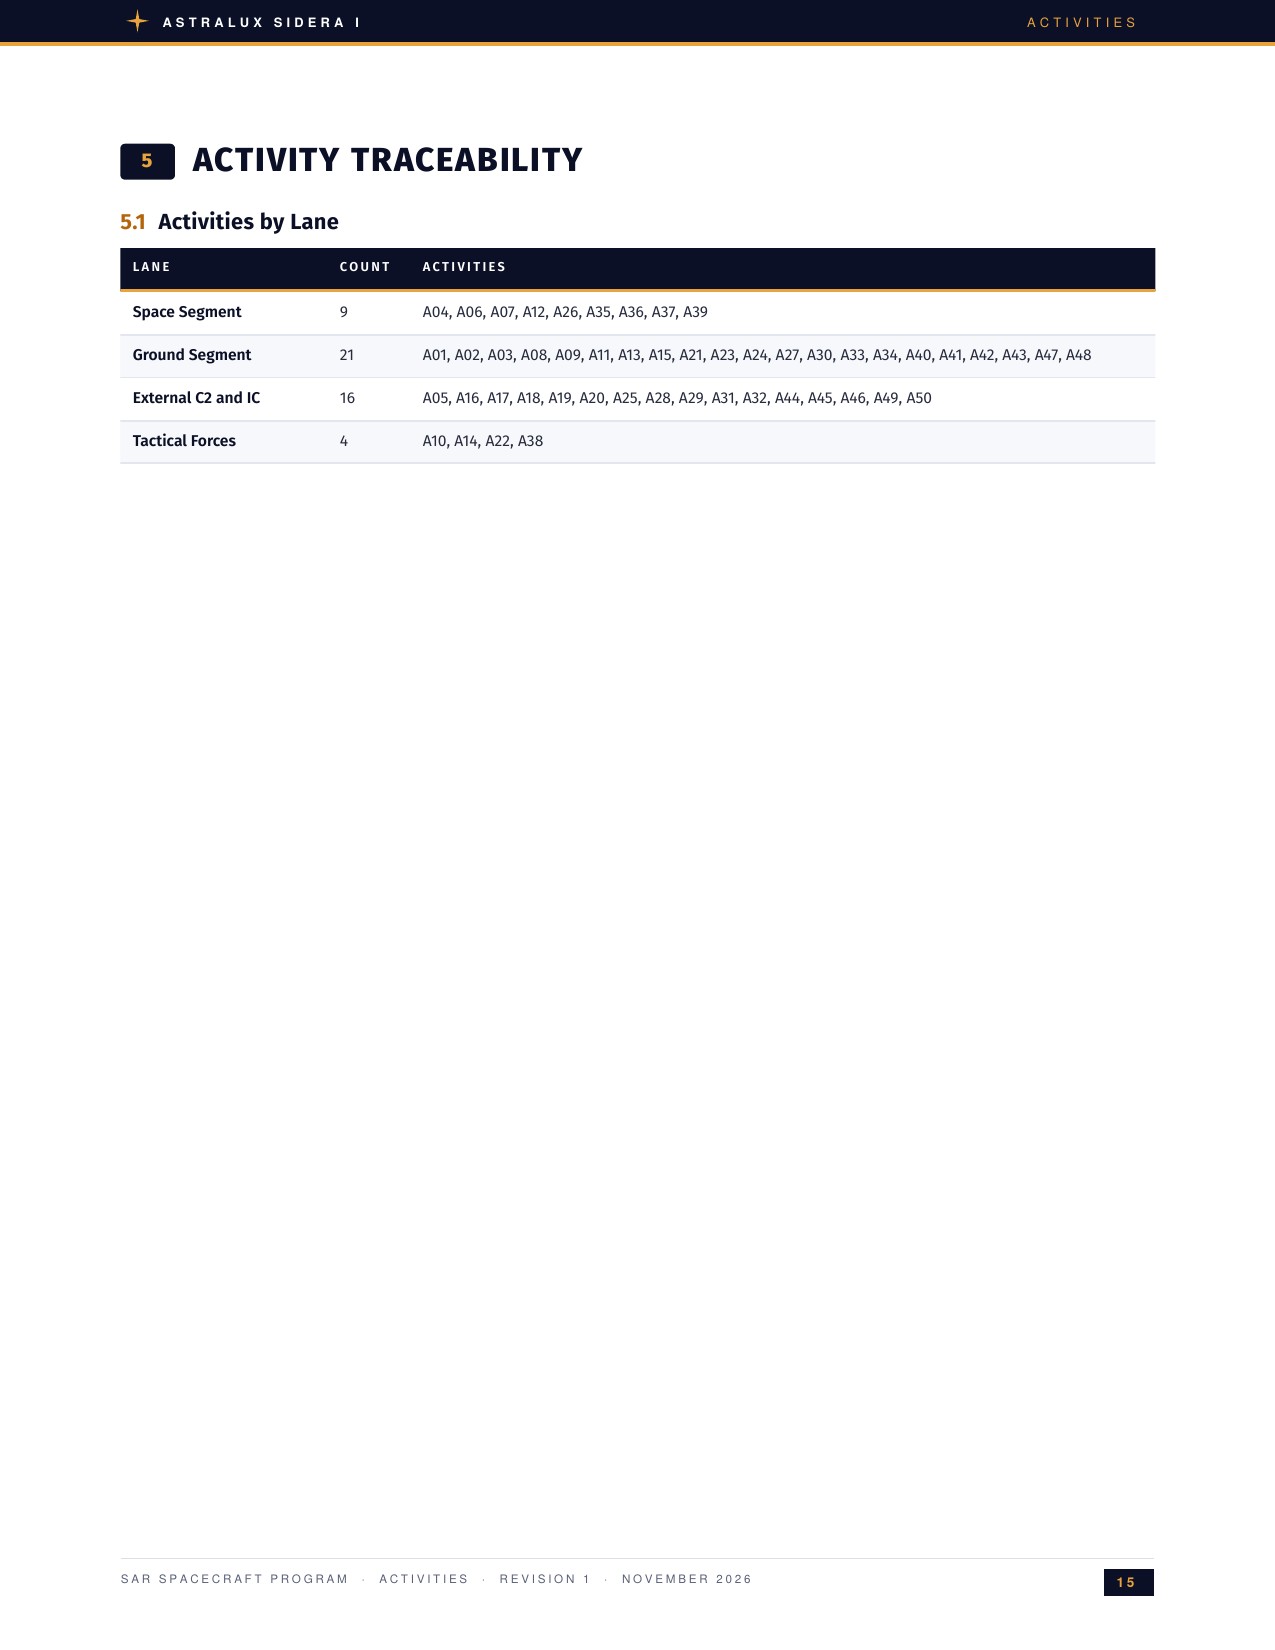 ASTRALUX SIDERA I ACTIVITIES
5 ACTIVITY TRACEABILITY
5.1 Activities by Lane
LANE COUNT ACTIVITIES
Space Segment 9 A04, A06, A07, A12, A26, A35, A36, A37, A39
Ground Segment 21 A01, A02, A03, A08, A09, A11, A13, A15, A21, A23, A24, A27, A30, A33, A34, A40, A41, A42, A43, A47, A48
External C2 and IC 16 A05, A16, A17, A18, A19, A20, A25, A28, A29, A31, A32, A44, A45, A46, A49, A50
Tactical Forces 4 A10, A14, A22, A38
SAR SPACECRAFT PROGRAM · ACTIVITIES · REVISION 1 · NOVEMBER 2026 15